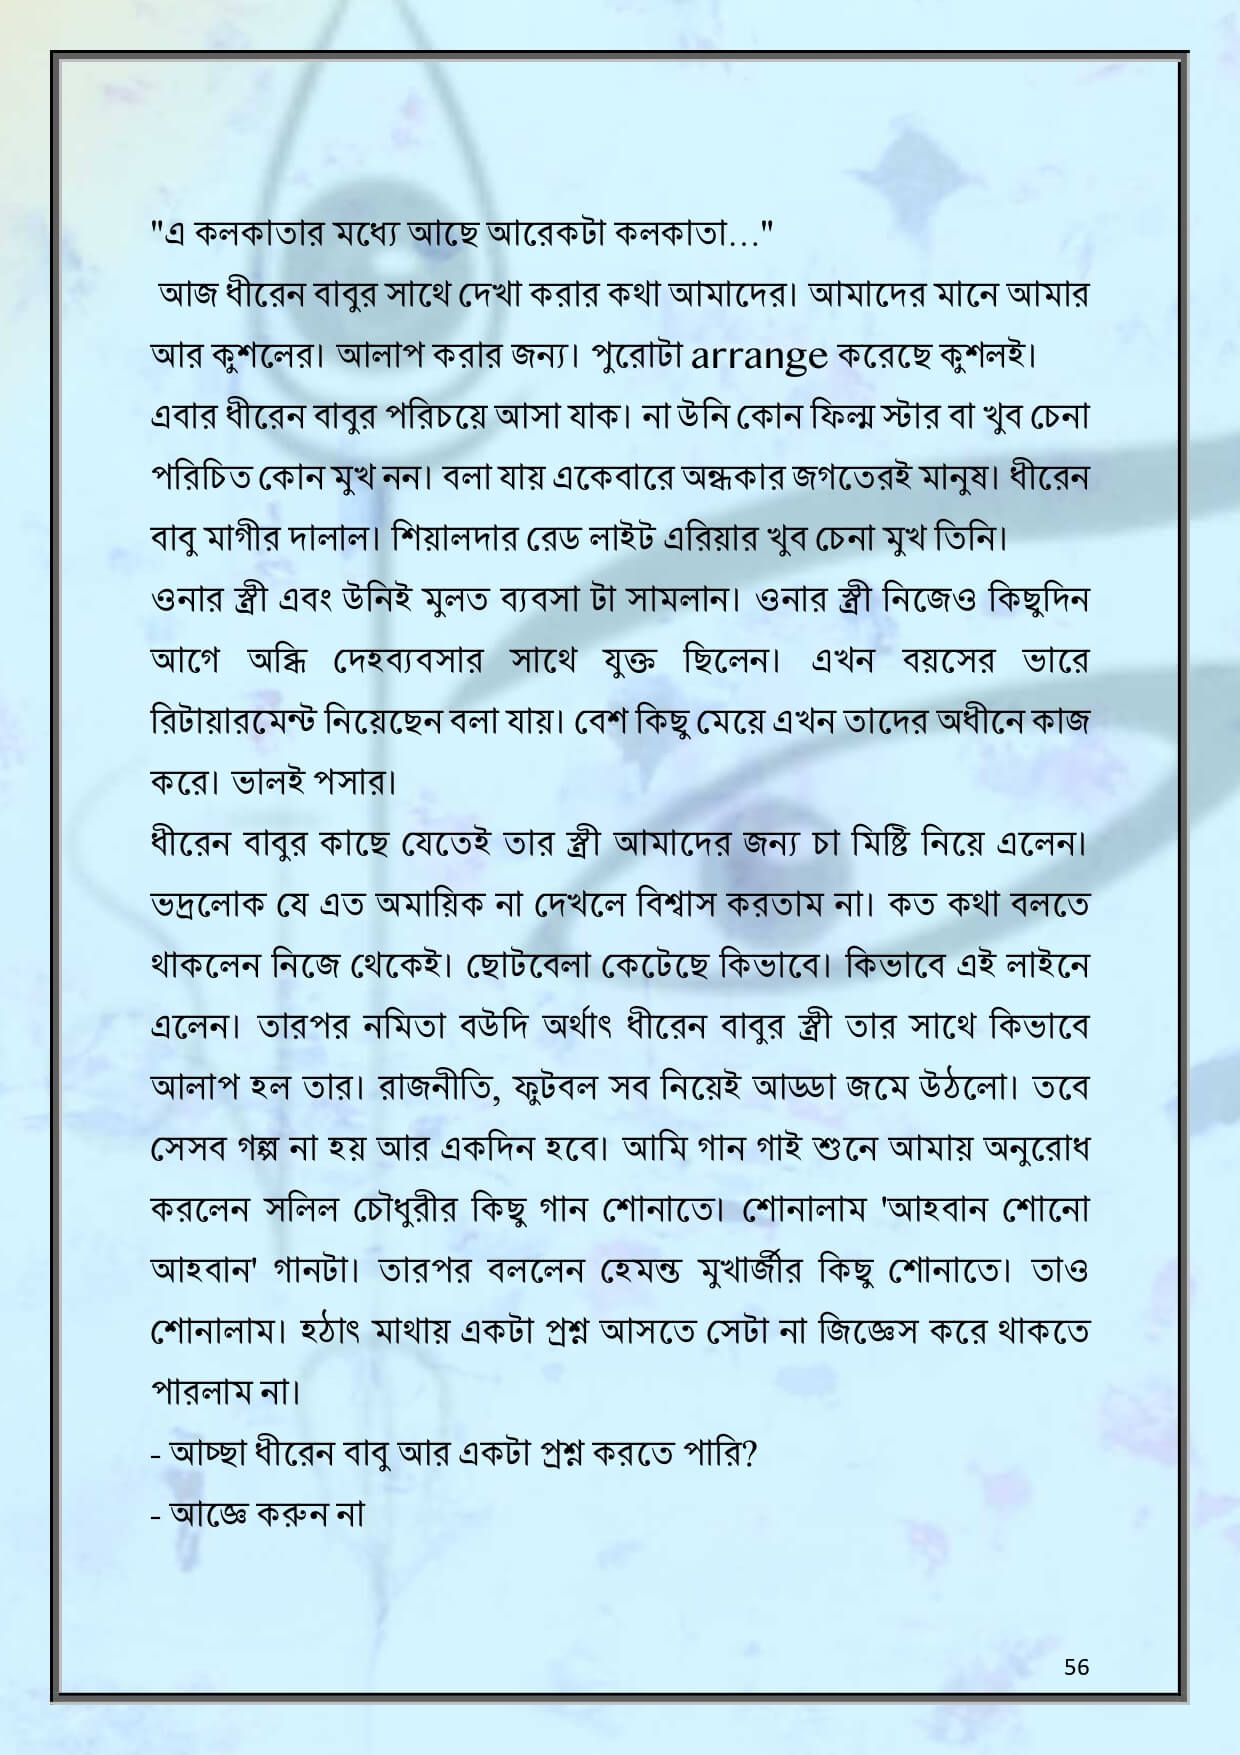 "এ কলকাতার মধ্যে আছে আরেকটা কলকাতা..."
আজ ধীরেন বাবুর সাথে দেখা করার কথা আমাদের। আমাদের মানে আমার
আর কুশলের। আলাপ করার জন্য। পুরোটা arrange করেছে কুশলই।
এবার ধীরেন বাবুর পরিচয়ে আসা যাক। না উনি কোন ফিল্ম স্টার বা খুব চেনা
পরিচিত কোন মুখ নন। বলা যায় একেবারে অন্ধকার জগতেরই মানুষ। ধীরেন
বাবু মাগীর দালাল। শিয়ালদার রেড লাইট এরিয়ার খুব চেনা মুখ তিনি।
ওনার স্ত্রী এবং উনিই মুলত ব্যবসা টা সামলান। ওনার স্ত্রী নিজেও কিছুদিন
আগে অব্ধি দেহব্যবসার সাথে যুক্ত ছিলেন। এখন বয়সের ভারে
রিটায়ারমেন্ট নিয়েছেন বলা যায়। বেশ কিছু মেয়ে এখন তাদের অধীনে কাজ
করে। ভালই পসার।
ধীরেন বাবুর কাছে যেতেই তার স্ত্রী আমাদের জন্য চা মিষ্টি নিয়ে এলেন।
ভদ্রলোক যে এত অমায়িক না দেখলে বিশ্বাস করতাম না। কত কথা বলতে
থাকলেন নিজে থেকেই। ছোটবেলা কেটেছে কিভাবে। কিভাবে এই লাইনে
এলেন। তারপর নমিতা বউদি অর্থাৎ ধীরেন বাবুর স্ত্রী তার সাথে কিভাবে
আলাপ হল তার। রাজনীতি, ফুটবল সব নিয়েই আড্ডা জমে উঠলো। তবে
সেসব গল্প না হয় আর একদিন হবে। আমি গান গাই শুনে আমায় অনুরোধ
করলেন সলিল চৌধুরীর কিছু গান শোনাতে। শোনালাম 'আহবান শোনো
আহবান' গানটা। তারপর বললেন হেমন্ত মুখার্জীর কিছু শোনাতে। তাও
শোনালাম। হঠাৎ মাথায় একটা প্রশ্ন আসতে সেটা না জিজ্ঞেস করে থাকতে
পারলাম না।
- আচ্ছা ধীরেন বাবু আর একটা প্রশ্ন করতে পারি?
- আজ্ঞে করুন না
56